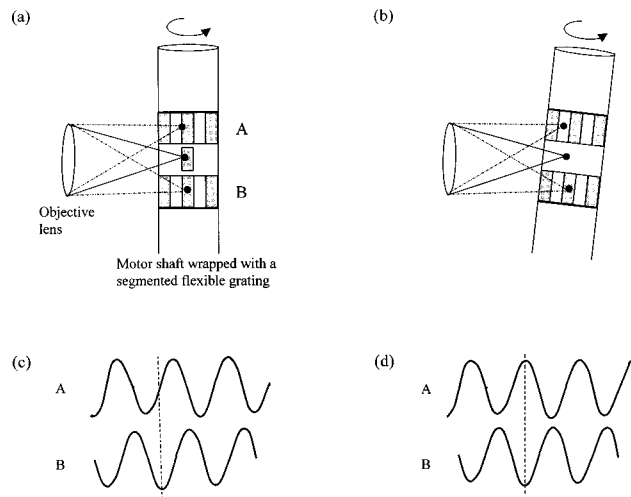 (a)
(b)
A
B
Objective
lens
Motor shaft wrapped with a
segmented flexible grating
(c)
(d)
A
A
B
B